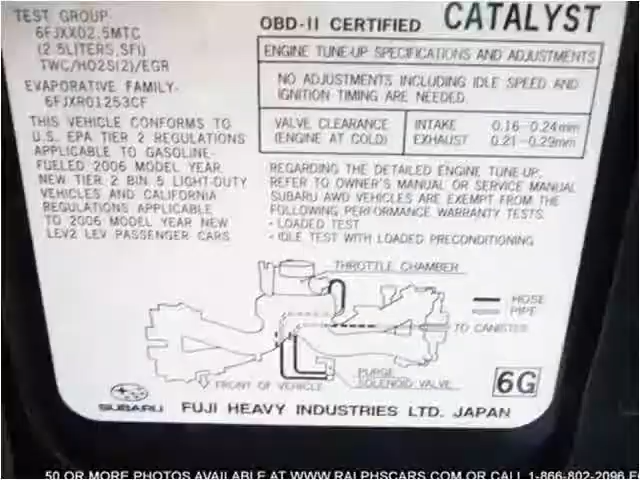 TEST GROUP
6FJXX02.5MTC
(2.5LITERS,SFI)
TWC/HO2S(2)/EGR
EVAPORATIVE FAMILY-
6FJXR01253CF
THIS VEHICLE CONFORMS TO
U.S. EPA TIER 2 REGULATIONS
APPLICABLE TO GASOLINE-
FUELED 2006 MODEL YEAR
NEW TIER 2 BIN 5 LIGHT-DUTY
VEHICLES AND CALIFORNIA
REGULATIONS APPLICABLE
TO 2006 MODEL YEAR NEW
LEV2 LEV PASSENGER CARS.
OBD-II CERTIFIED CATALYST
ENGINE TUNE-UP SPECIFICATIONS AND ADJUSTMENTS
NO ADJUSTMENTS INCLUDING IDLE SPEED AND
IGNITION TIMING ARE NEEDED.
VALVE CLEARANCE
(ENGINE AT COLD)
INTAKE 0.16-0.24mm
EXHAUST 0.21-0.29mm
REGARDING THE DETAILED ENGINE TUNE-UP,
REFER TO OWNER'S MANUAL OR SERVICE MANUAL
SUBARU AWD VEHICLES ARE EXEMPT FROM THE
FOLLOWING PERFORMANCE WARRANTY TESTS.
- LOADED TEST
- IDLE TEST WITH LOADED PRECONDITIONING
THROTTLE CHAMBER
HOSE
PIPE
TO CANISTER
PURGE
SOLENOID VALVE
FRONT OF VEHICLE
6G
SUBARU FUJI HEAVY INDUSTRIES LTD. JAPAN
50 OR MORE PHOTOS AVAILABLE AT WWW.RALPHSCARS.COM OR CALL 1-866-802-2096 F